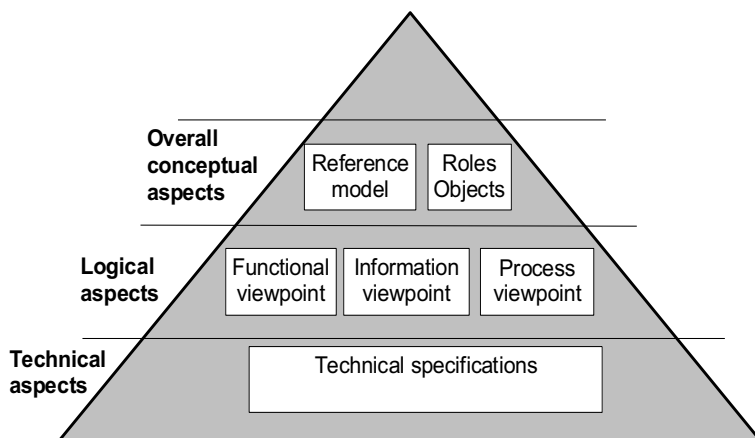 Overall
conceptual
aspects
Reference
model
Roles
Objects
Logical
aspects
Functional
viewpoint
Information
viewpoint
Process
viewpoint
Technical
aspects
Technical specifications